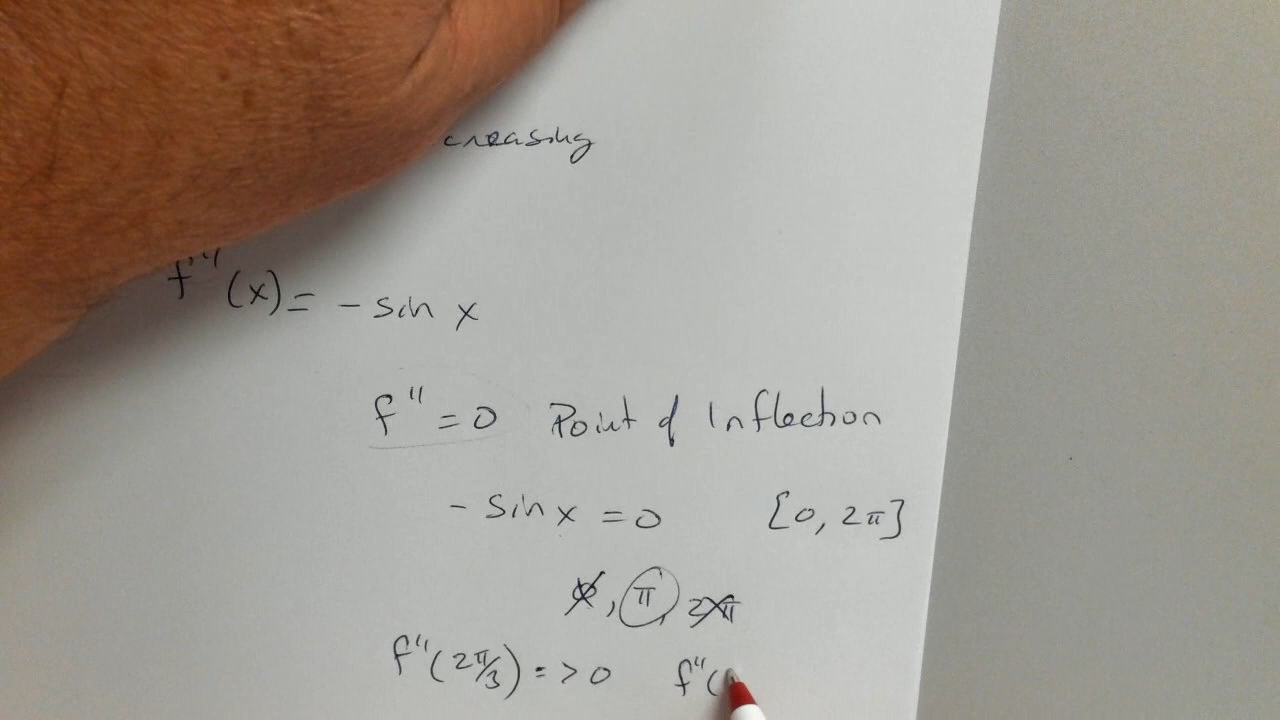 creasing
f''(x) = - sin x
f'' = 0 Point of Inflection
- sin x = 0 [0, 2π]
0, π, 2π
f''(2π/3) = > 0 f''(